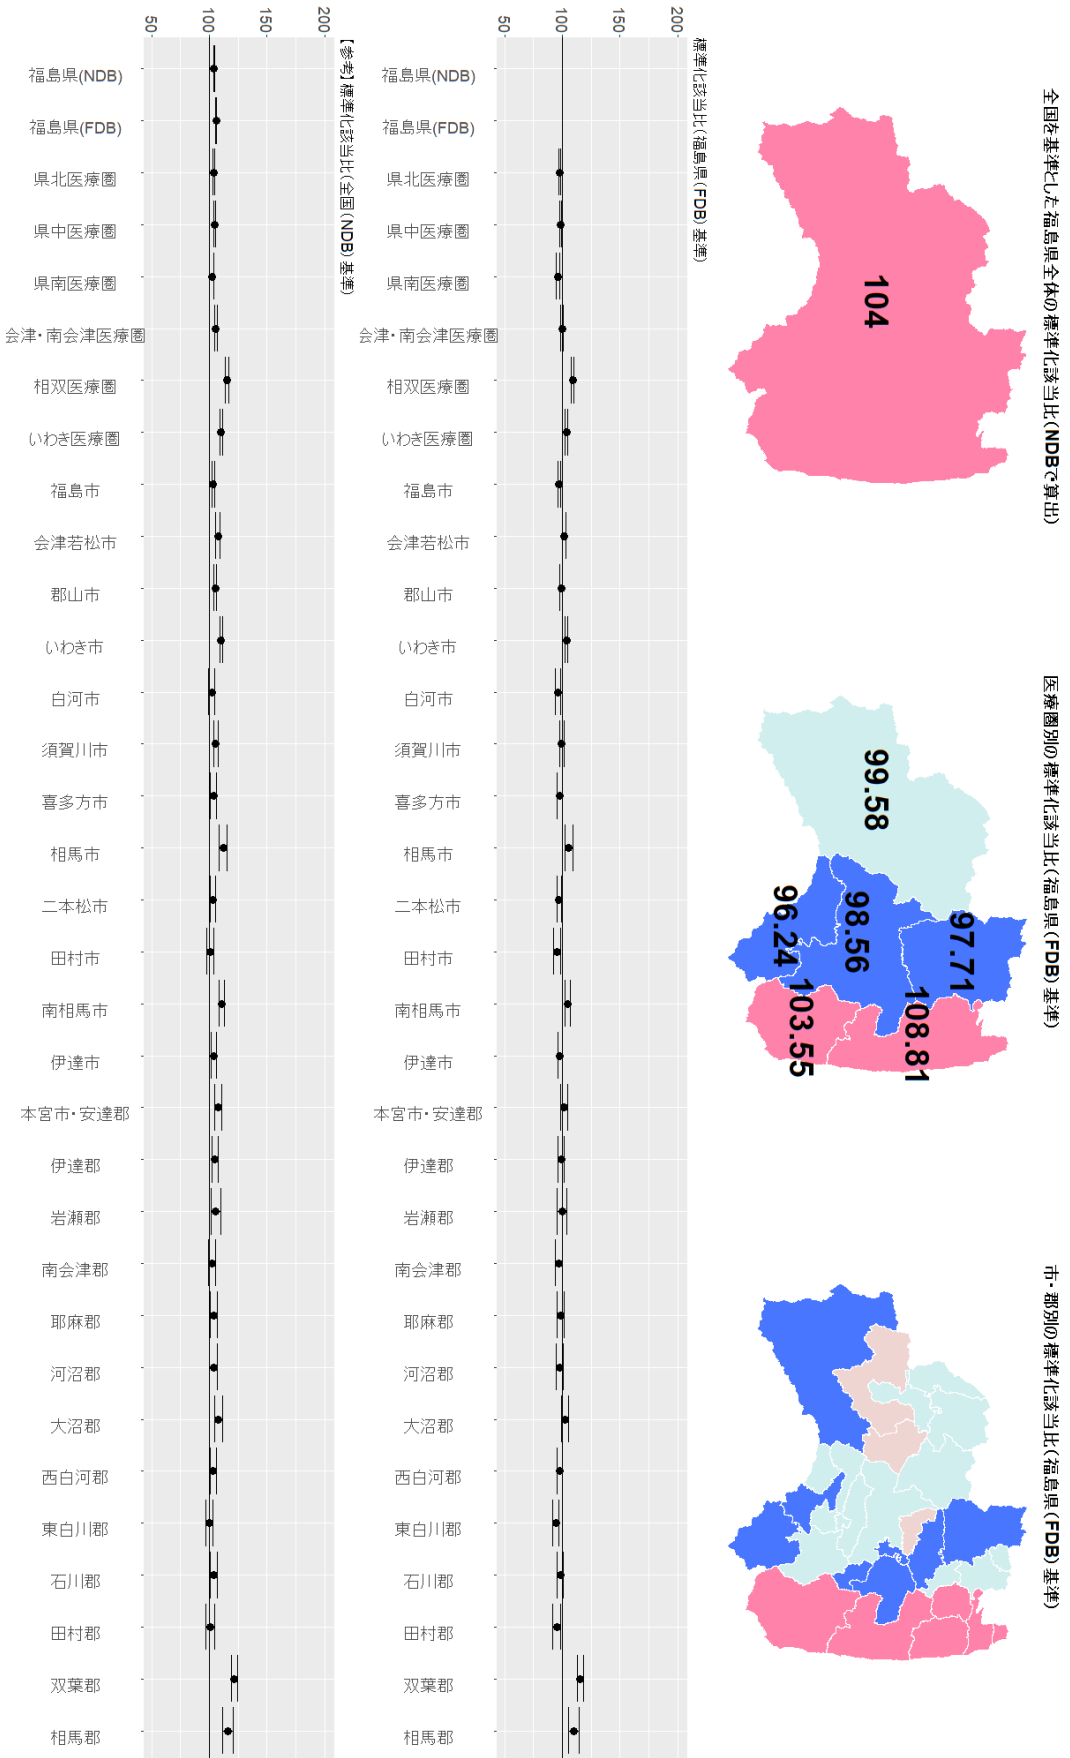 全国を基準とした福島県全体の標準化該当比(NDBで算出)
104
医療圏別の標準化該当比(福島県(FDB)基準)
99.58
97.71
98.56
96.24
108.81
103.55
市・郡別の標準化該当比(福島県(FDB)基準)
標準化該当比(福島県(FDB)基準)
200
150
100
50
福島県(NDB)
福島県(FDB)
県北医療圏
県中医療圏
県南医療圏
会津・南会津医療圏
相双医療圏
いわき医療圏
福島市
会津若松市
郡山市
いわき市
白河市
須賀川市
喜多方市
相馬市
二本松市
田村市
南相馬市
伊達市
本宮市・安達郡
伊達郡
岩瀬郡
南会津郡
耶麻郡
河沼郡
大沼郡
西白河郡
東白川郡
石川郡
田村郡
双葉郡
相馬郡
【参考】標準化該当比(全国(NDB)基準)
200
150
100
50
福島県(NDB)
福島県(FDB)
県北医療圏
県中医療圏
県南医療圏
会津・南会津医療圏
相双医療圏
いわき医療圏
福島市
会津若松市
郡山市
いわき市
白河市
須賀川市
喜多方市
相馬市
二本松市
田村市
南相馬市
伊達市
本宮市・安達郡
伊達郡
岩瀬郡
南会津郡
耶麻郡
河沼郡
大沼郡
西白河郡
東白川郡
石川郡
田村郡
双葉郡
相馬郡